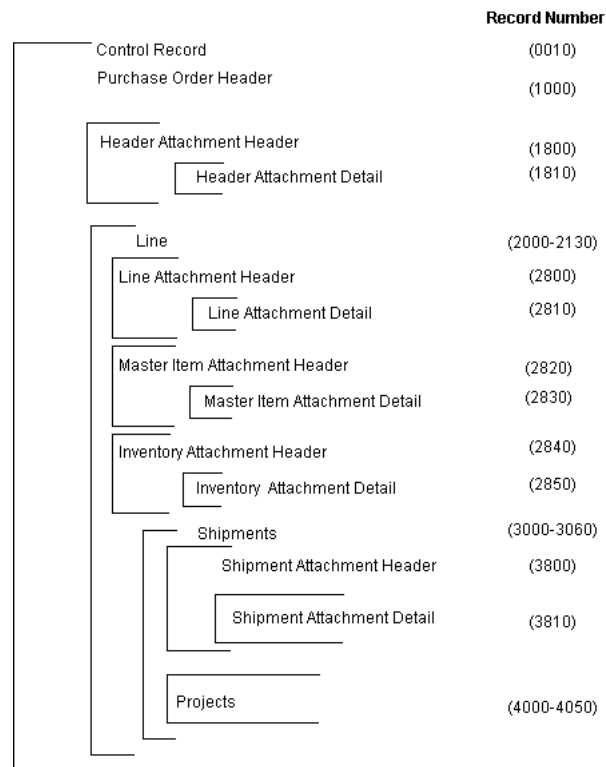 Record Number
Control Record (0010)
Purchase Order Header (1000)
Header Attachment Header (1800)
Header Attachment Detail (1810)
Line (2000-2130)
Line Attachment Header (2800)
Line Attachment Detail (2810)
Master Item Attachment Header (2820)
Master Item Attachment Detail (2830)
Inventory Attachment Header (2840)
Inventory Attachment Detail (2850)
Shipments (3000-3060)
Shipment Attachment Header (3800)
Shipment Attachment Detail (3810)
Projects (4000-4050)